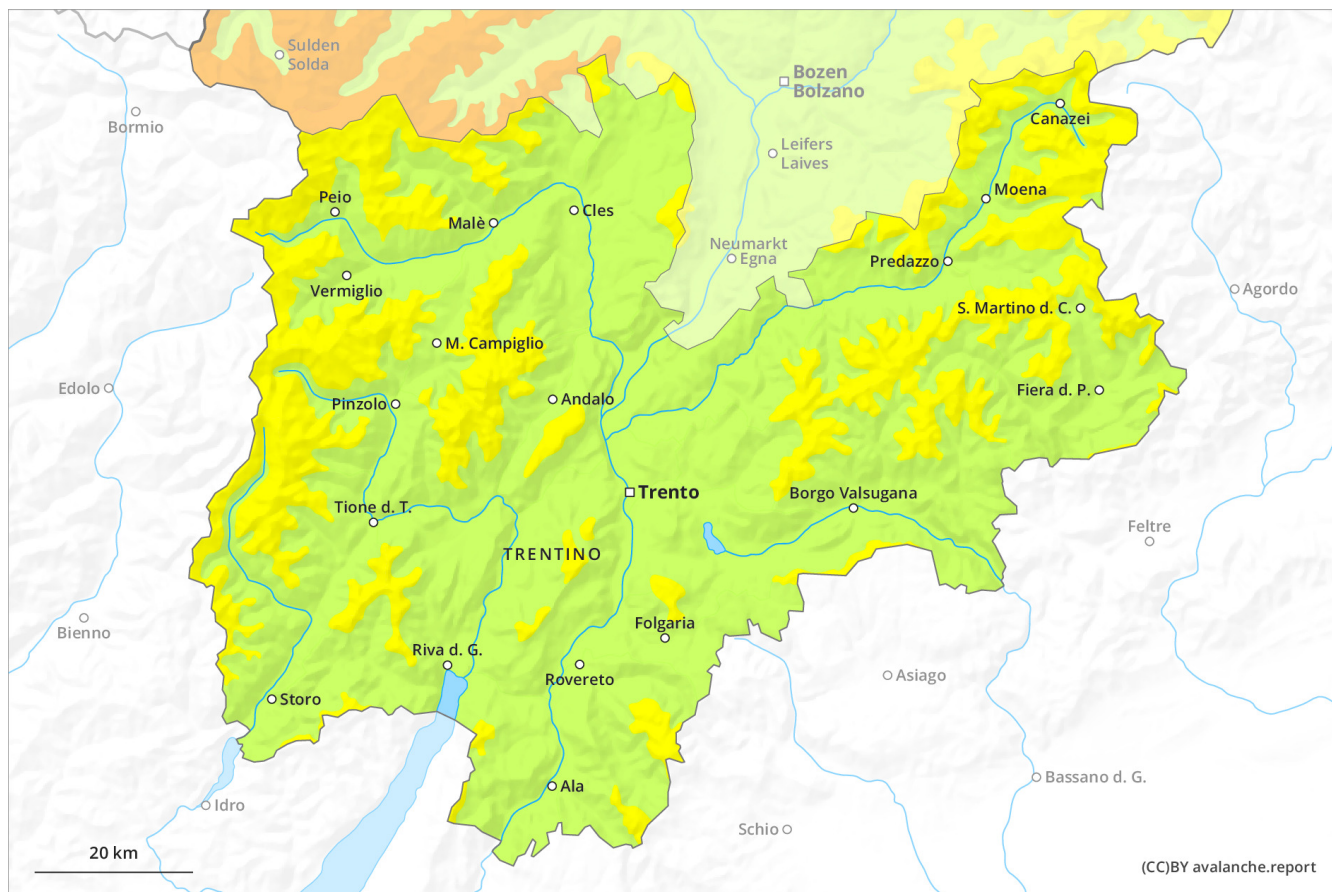 Sulden
Solda
Bozen
Bolzano
Bormio
Canazei
Leifers
Laives
Peio
Moena
Malè
Cles
Neumarkt
Egna
Predazzo
Vermiglio
Agordo
S. Martino d. C.
M. Campiglio
Edolo
Fiera d. P.
Pinzolo
Andalo
Trento
Borgo Valsugana
Tione d. T.
Feltre
TRENTINO
Bienno
Folgaria
Riva d. G.
Rovereto
Asiago
Storo
Ala
Bassano d. G.
Idro
Schio
20 km
(CC)BY avalanche.report